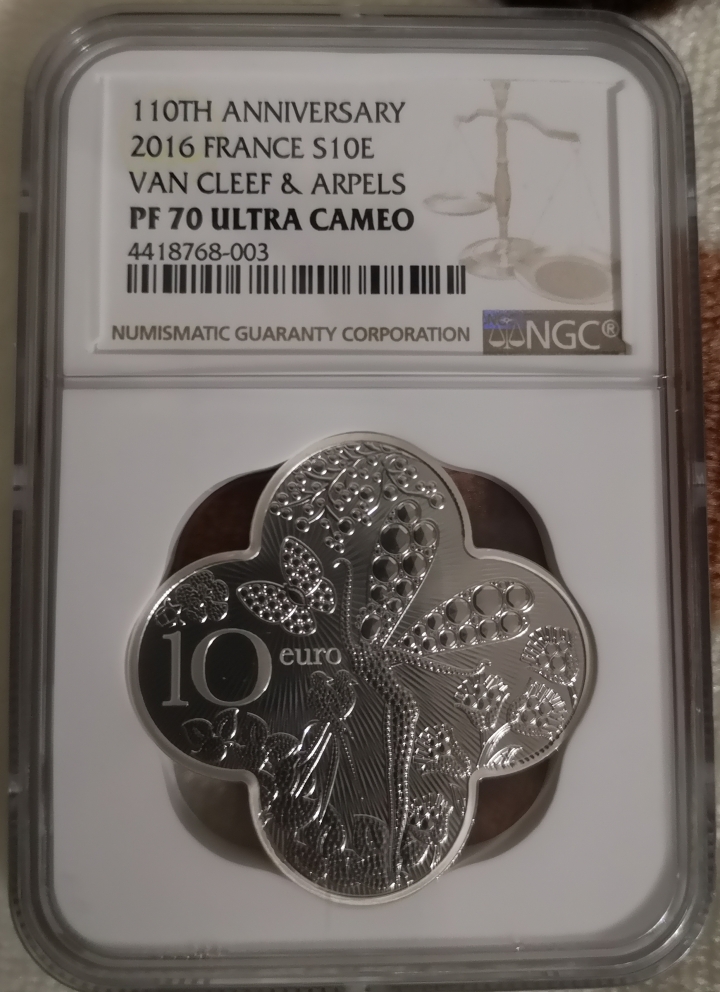 110TH ANNIVERSARY
2016 FRANCE S10E
VAN CLEEF & ARPELS
PF 70 ULTRA CAMEO
4418768-003
NUMISMATIC GUARANTY CORPORATION
NGC®
10 euro